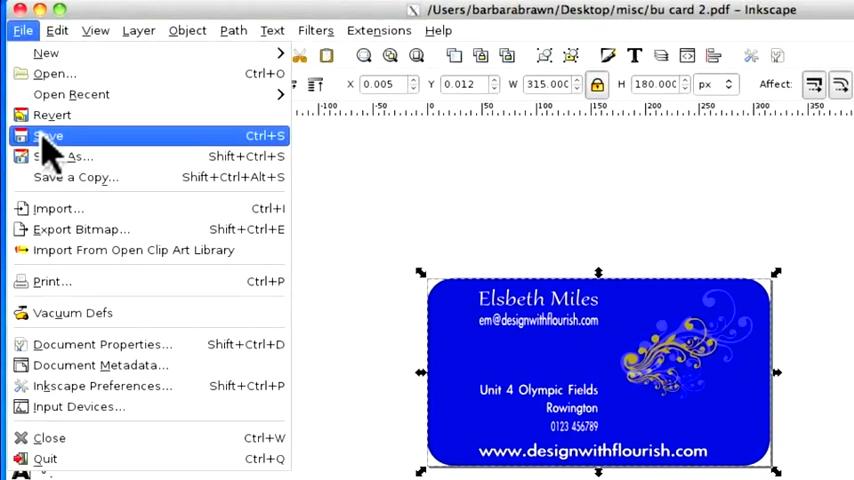 /Users/barbarabrawn/Desktop/misc/bu card 2.pdf - Inkscape
File Edit View Layer Object Path Text Filters Extensions Help
New
Open... Ctrl+O
Open Recent
Revert
Save Ctrl+S
Save As... Shift+Ctrl+S
Save a Copy... Shift+Ctrl+Alt+S
Import... Ctrl+I
Export Bitmap... Shift+Ctrl+E
Import From Open Clip Art Library
Print... Ctrl+P
Vacuum Defs
Document Properties... Shift+Ctrl+D
Document Metadata...
Inkscape Preferences... Shift+Ctrl+P
Input Devices...
Close Ctrl+W
Quit Ctrl+Q
X 0.005 Y 0.012 W 315.000 H 180.000 px Affect:
-100 -50 0 50 100 150 200 250 300 350
Elsbeth Miles
em@designwithflourish.com
Unit 4 Olympic Fields
Rowington
0123 456789
www.designwithflourish.com